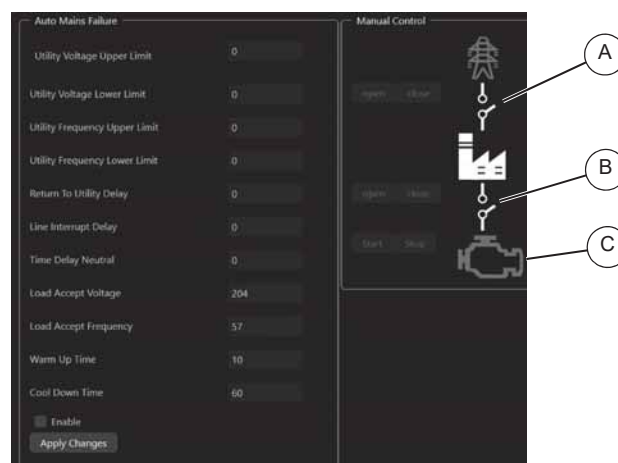 Auto Mains Failure
Utility Voltage Upper Limit 0
Utility Voltage Lower Limit 0
Utility Frequency Upper Limit 0
Utility Frequency Lower Limit 0
Return To Utility Delay 0
Line Interrupt Delay 0
Time Delay Neutral 0
Load Accept Voltage 204
Load Accept Frequency 57
Warm Up Time 10
Cool Down Time 60
Enable
Apply Changes
Manual Control
open close
open close
Start Stop
A
B
C